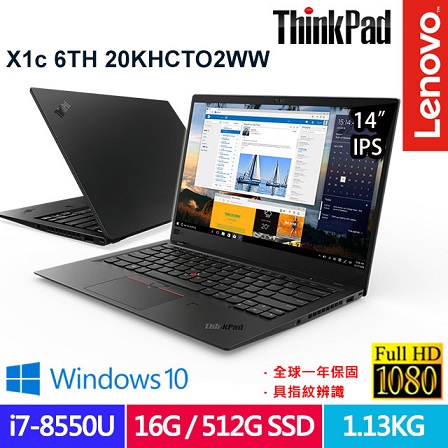 ThinkPad
Lenovo
X1c 6TH 20KHCTO2WW
14"
IPS
ThinkPad
Windows 10
・全球一年保固
・具指紋辨識
Full HD
1080
i7-8550U
16G / 512G SSD
1.13KG